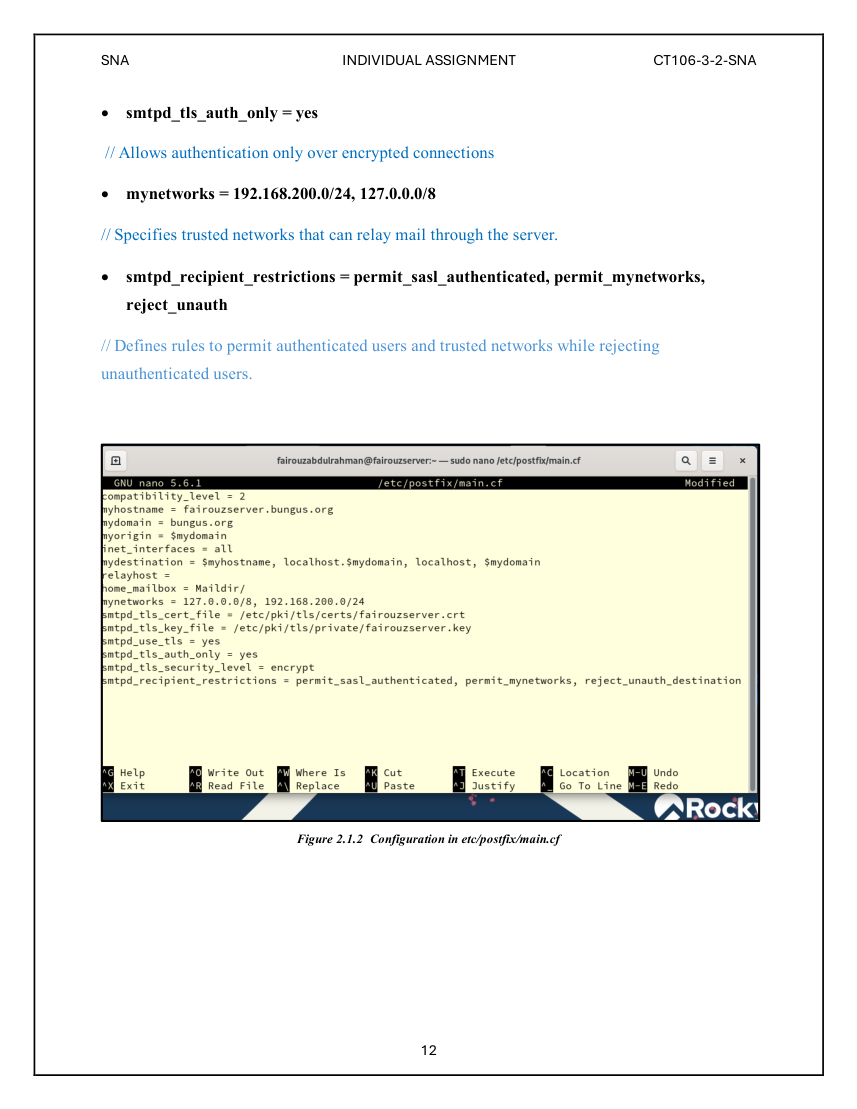 SNA INDIVIDUAL ASSIGNMENT CT106-3-2-SNA
• smtpd_tls_auth_only = yes
// Allows authentication only over encrypted connections
• mynetworks = 192.168.200.0/24, 127.0.0.0/8
// Specifies trusted networks that can relay mail through the server.
• smtpd_recipient_restrictions = permit_sasl_authenticated, permit_mynetworks,
reject_unauth
// Defines rules to permit authenticated users and trusted networks while rejecting
unauthenticated users.
fairouzabdulrahman@fairouzserver:~ — sudo nano /etc/postfix/main.cf
GNU nano 5.6.1 /etc/postfix/main.cf Modified
compatibility_level = 2
myhostname = fairouzserver.bungus.org
mydomain = bungus.org
myorigin = $mydomain
inet_interfaces = all
mydestination = $myhostname, localhost.$mydomain, localhost, $mydomain
relayhost =
home_mailbox = Maildir/
mynetworks = 127.0.0.0/8, 192.168.200.0/24
smtpd_tls_cert_file = /etc/pki/tls/certs/fairouzserver.crt
smtpd_tls_key_file = /etc/pki/tls/private/fairouzserver.key
smtpd_use_tls = yes
smtpd_tls_auth_only = yes
smtpd_tls_security_level = encrypt
smtpd_recipient_restrictions = permit_sasl_authenticated, permit_mynetworks, reject_unauth_destination
^G Help ^O Write Out ^W Where Is ^K Cut ^T Execute ^C Location M-U Undo
^X Exit ^R Read File ^\ Replace ^U Paste ^J Justify ^_ Go To Line M-E Redo
Rocky
Figure 2.1.2 Configuration in etc/postfix/main.cf
12